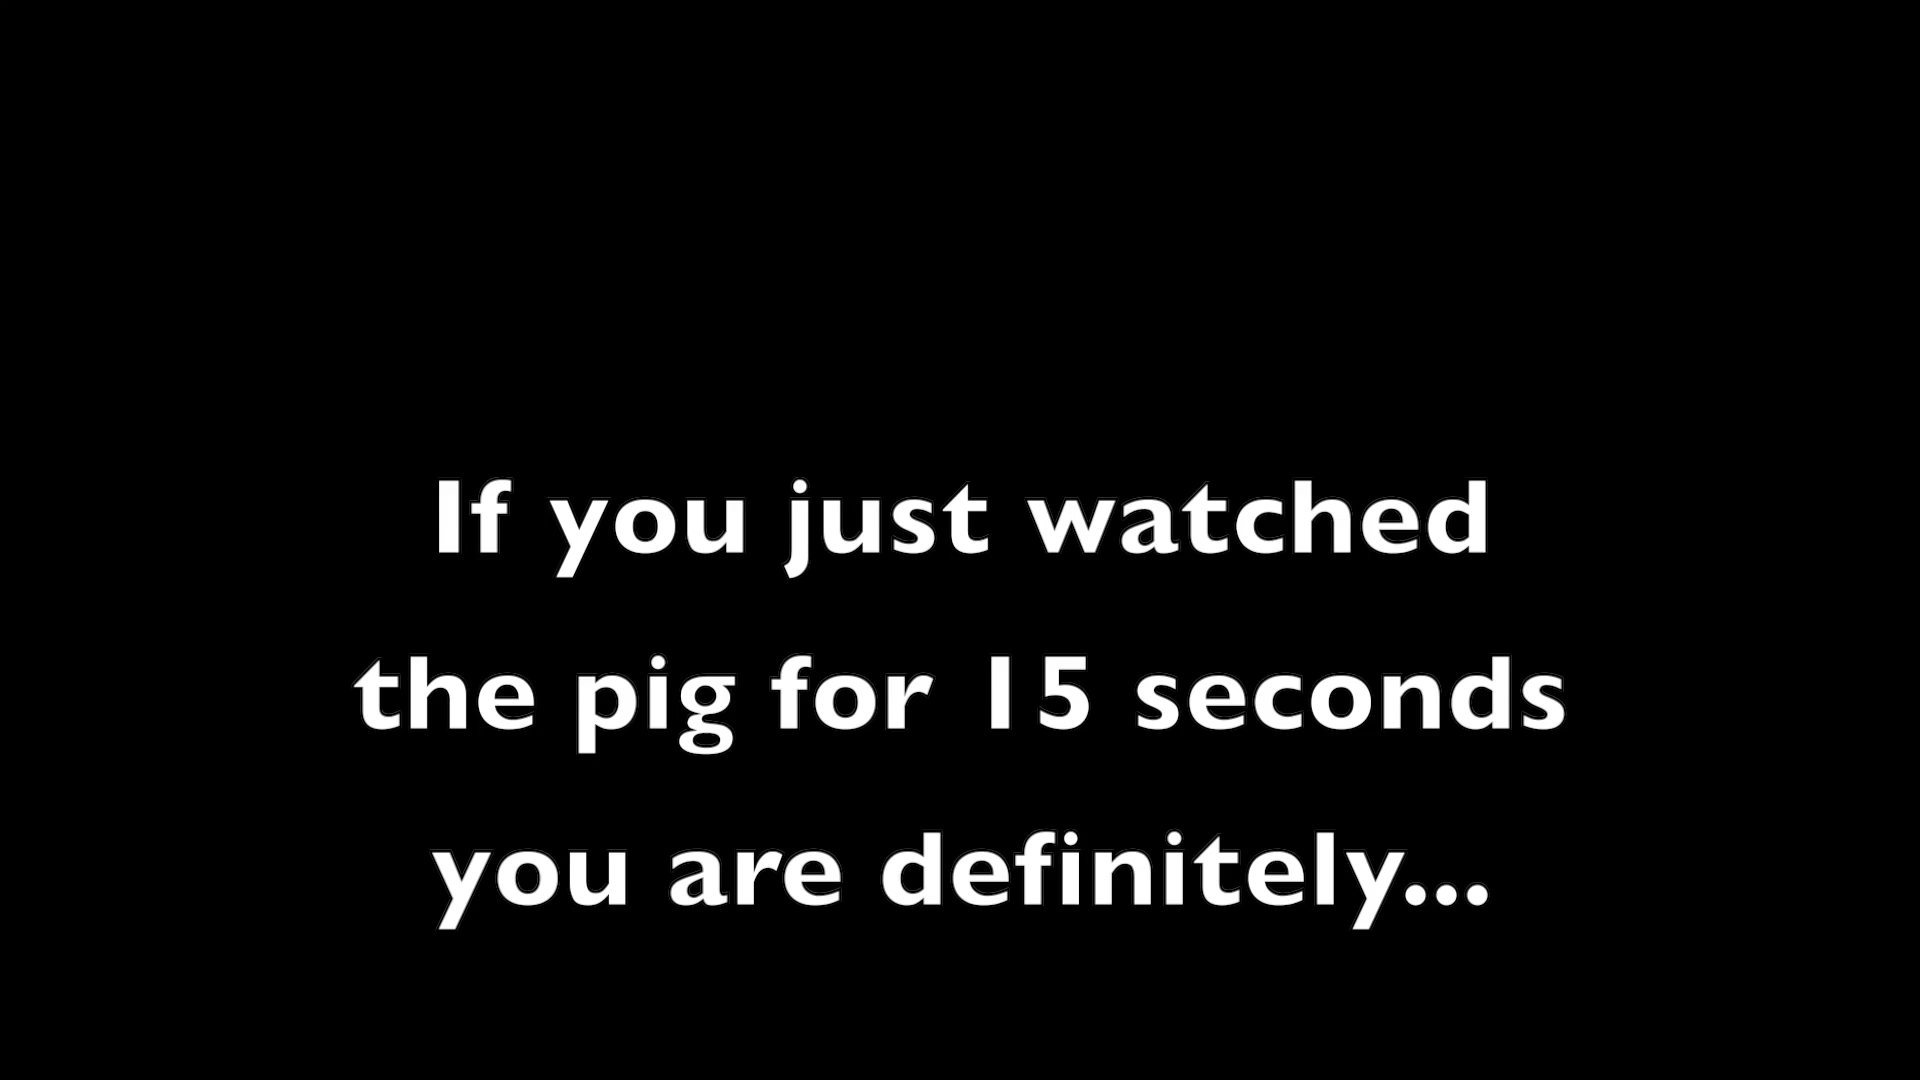 If you just watched
the pig for 15 seconds
you are definitely...